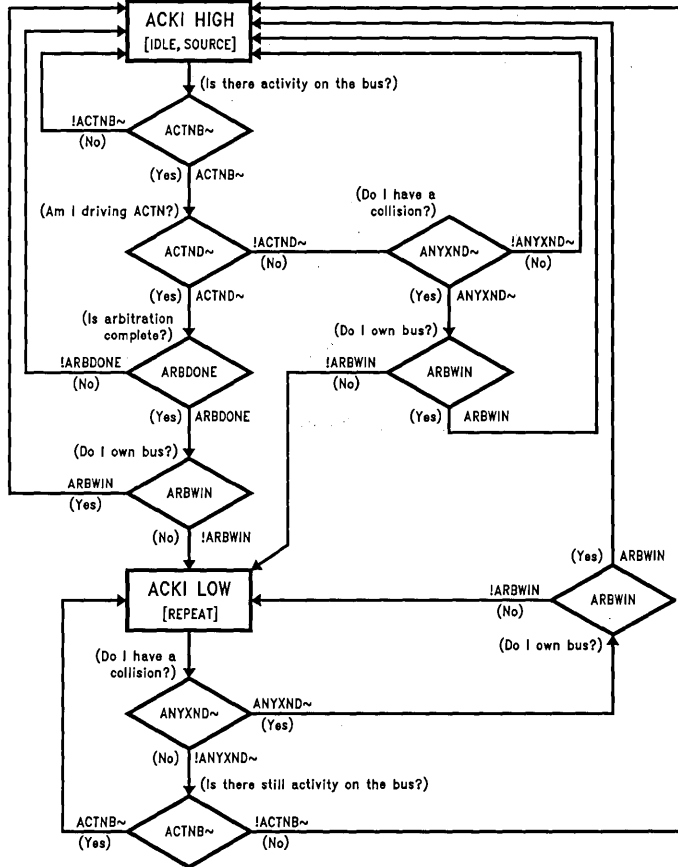 ACKI HIGH
[IDLE, SOURCE]
(Is there activity on the bus?)
!ACTNB~
(No)
ACTNB~
(Yes) ACTNB~
(Am I driving ACTN?)
(Do I have a
collision?)
ACTND~
!ACTND~
(No)
ANYXND~
!ANYXND~
(No)
(Yes) ACTND~
(Yes) ANYXND~
(Is arbitration
complete?)
(Do I own bus?)
!ARBDONE
(No)
ARBDONE
!ARBWIN
(No)
ARBWIN
(Yes) ARBDONE
(Yes) ARBWIN
(Do I own bus?)
ARBWIN
(Yes)
ARBWIN
(No) !ARBWIN
(Yes) ARBWIN
ACKI LOW
[REPEAT]
!ARBWIN
(No)
ARBWIN
(Do I own bus?)
(Do I have a
collision?)
ANYXND~
ANYXND~
(Yes)
(No) !ANYXND~
(Is there still activity on the bus?)
ACTNB~
(Yes)
ACTNB~
!ACTNB~
(No)